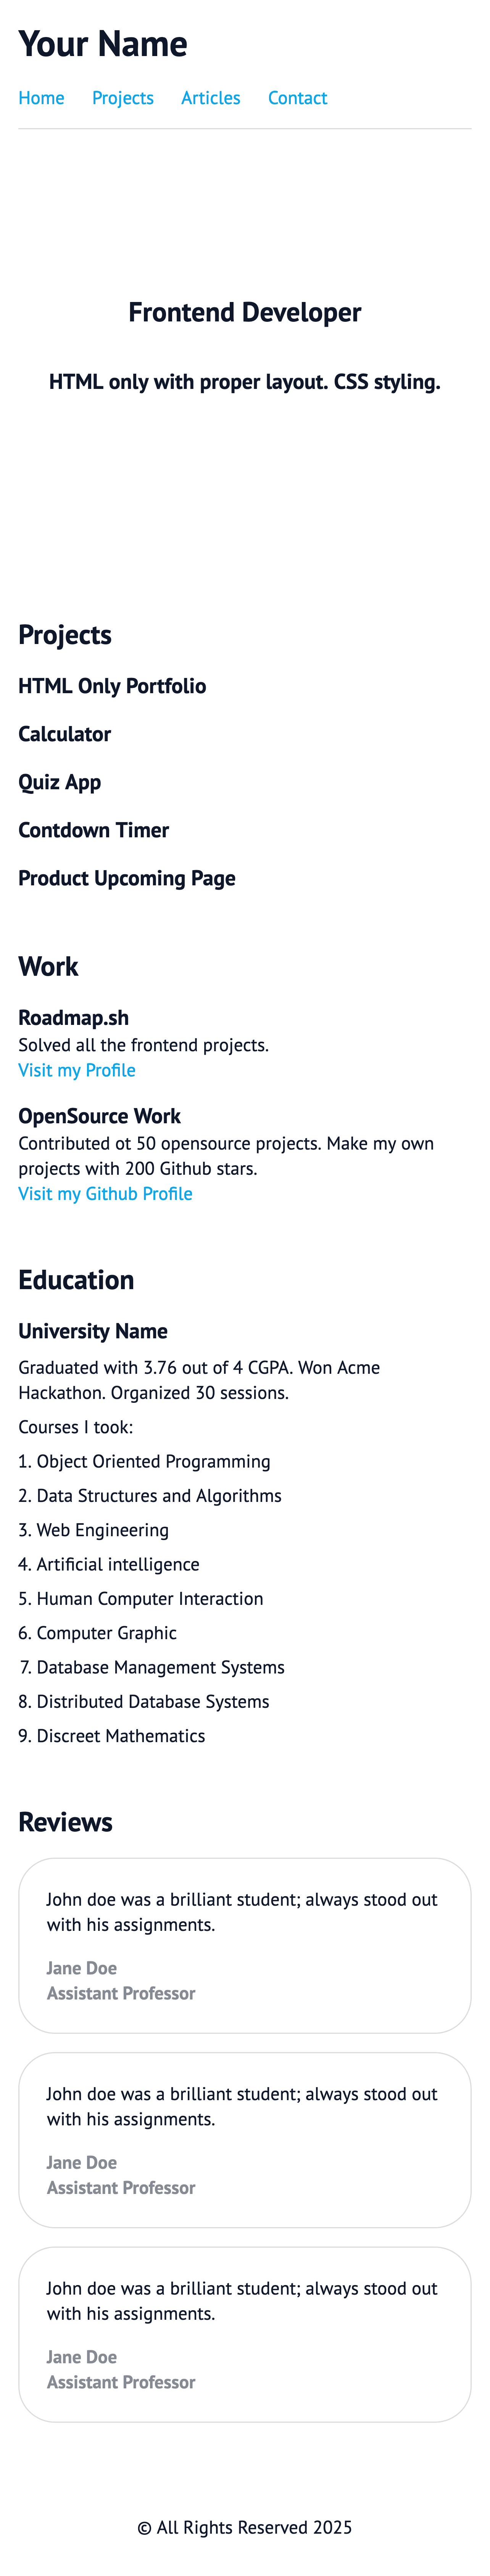 Your Name
Home Projects Articles Contact
Frontend Developer
HTML only with proper layout. CSS styling.
Projects
HTML Only Portfolio
Calculator
Quiz App
Contdown Timer
Product Upcoming Page
Work
Roadmap.sh
Solved all the frontend projects.
Visit my Profile
OpenSource Work
Contributed ot 50 opensource projects. Make my own
projects with 200 Github stars.
Visit my Github Profile
Education
University Name
Graduated with 3.76 out of 4 CGPA. Won Acme
Hackathon. Organized 30 sessions.
Courses I took:
1. Object Oriented Programming
2. Data Structures and Algorithms
3. Web Engineering
4. Artificial intelligence
5. Human Computer Interaction
6. Computer Graphic
7. Database Management Systems
8. Distributed Database Systems
9. Discreet Mathematics
Reviews
John doe was a brilliant student; always stood out
with his assignments.
Jane Doe
Assistant Professor
John doe was a brilliant student; always stood out
with his assignments.
Jane Doe
Assistant Professor
John doe was a brilliant student; always stood out
with his assignments.
Jane Doe
Assistant Professor
© All Rights Reserved 2025